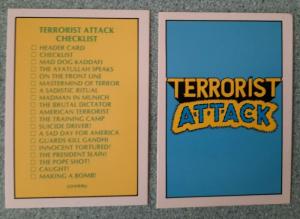 TERRORIST ATTACK
CHECKLIST
HEADER CARD
CHECKLIST
MAD DOG KADDAFI
THE AYATULLAH SPEAKS
ON THE FRONT LINE
MASTERMIND OF TERROR
A SADISTIC RITUAL
MADMAN IN MUNICH
THE BRUTAL DICTATOR
AMERICAN TERRORIST
THE TRAINING CAMP
SUICIDE DRIVER!
A SAD DAY FOR AMERICA
GUARDS KILL GANDHI
INNOCENT TORTURED!
THE PRESIDENT SLAIN!
THE POPE SHOT!
CAUGHT!
MAKING A BOMB!
TERRORIST
ATTACK